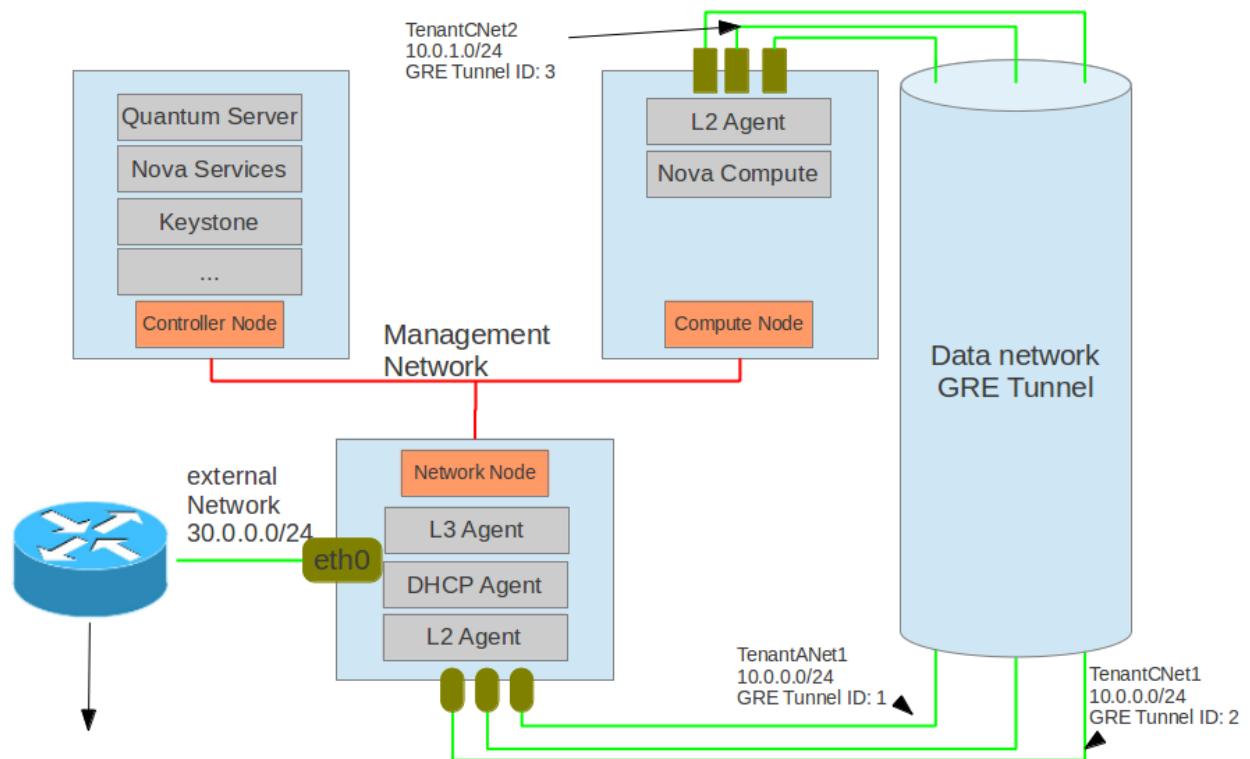 TenantCNet2
10.0.1.0/24
GRE Tunnel ID: 3
Quantum Server
Nova Services
Keystone
...
Controller Node
L2 Agent
Nova Compute
Compute Node
Management
Network
Data network
GRE Tunnel
external
Network
30.0.0.0/24
eth0
Network Node
L3 Agent
DHCP Agent
L2 Agent
TenantANet1
10.0.0.0/24
GRE Tunnel ID: 1
TenantCNet1
10.0.0.0/24
GRE Tunnel ID: 2